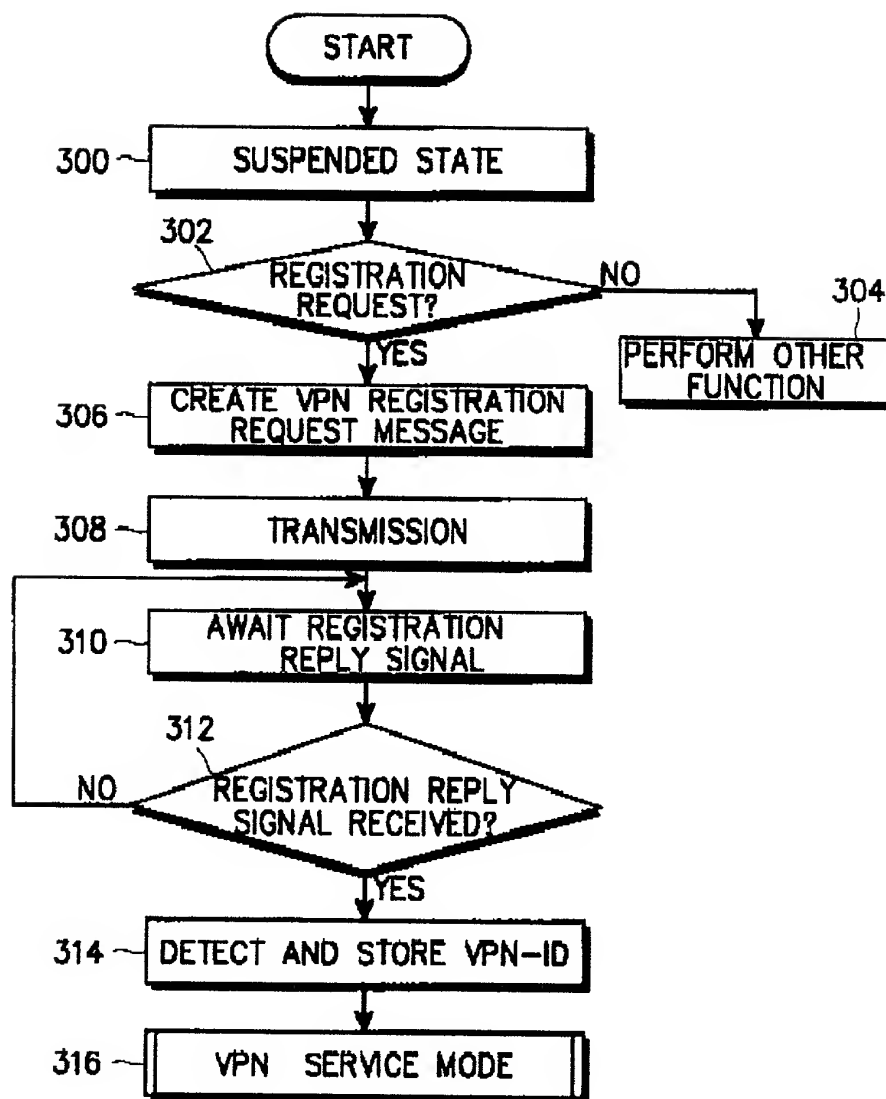 START
300
SUSPENDED STATE
302
REGISTRATION
REQUEST?
NO
304
PERFORM OTHER
FUNCTION
YES
306
CREATE VPN REGISTRATION
REQUEST MESSAGE
308
TRANSMISSION
310
AWAIT REGISTRATION
REPLY SIGNAL
312
NO
REGISTRATION REPLY
SIGNAL RECEIVED?
YES
314
DETECT AND STORE VPN-ID
316
VPN SERVICE MODE